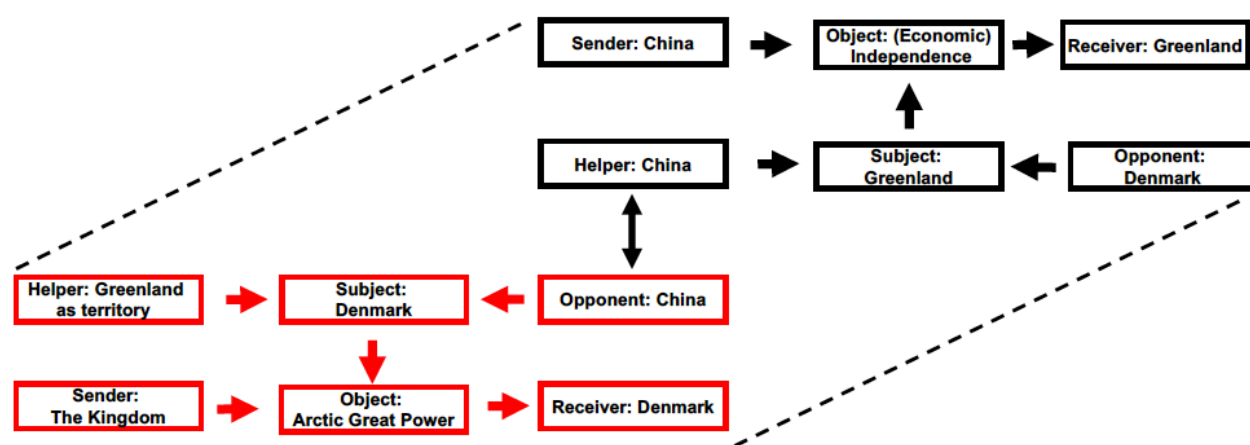 Sender: China
Object: (Economic)
Independence
Receiver: Greenland
Helper: China
Subject:
Greenland
Opponent:
Denmark
Helper: Greenland
as territory
Subject:
Denmark
Opponent: China
Sender:
The Kingdom
Object:
Arctic Great Power
Receiver: Denmark